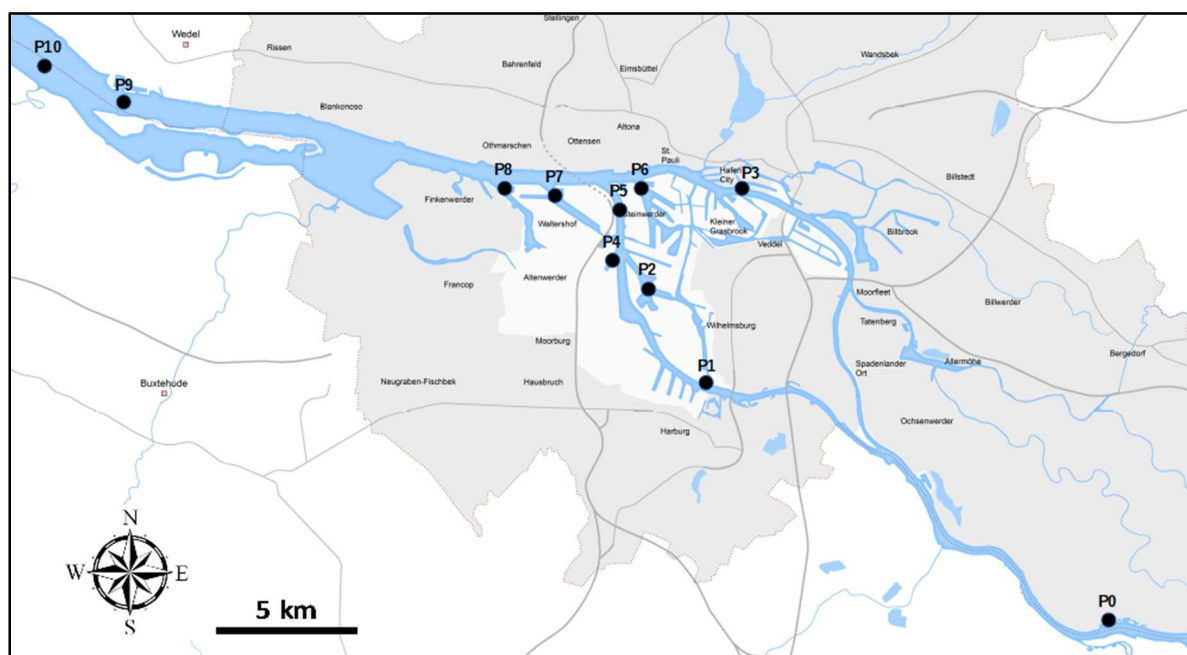 Stellingen
Wedel
P10
Rissen
Wandsbek
Bahrenfeld
Eimsbüttel
P9
Blankenese
Altona
Ottensen
Othmarschen
St.
Pauli
Hafen
City
P8
P7
P6
P3
Billstedt
Finkenwerder
P5
Steinwerder
Waltershof
Kleiner
Grasbrook
Billbrook
Veddel
P4
Altenwerder
P2
Francop
Moorfleet
Billwerder
Tatenberg
Wilhelmsburg
Moorburg
Allermöhe
Bergedorf
P1
Spadenlander
Ort
Buxtehude
Neugraben-Fischbek
Hausbruch
Ochsenwerder
Harburg
N
W
E
S
5 km
P0